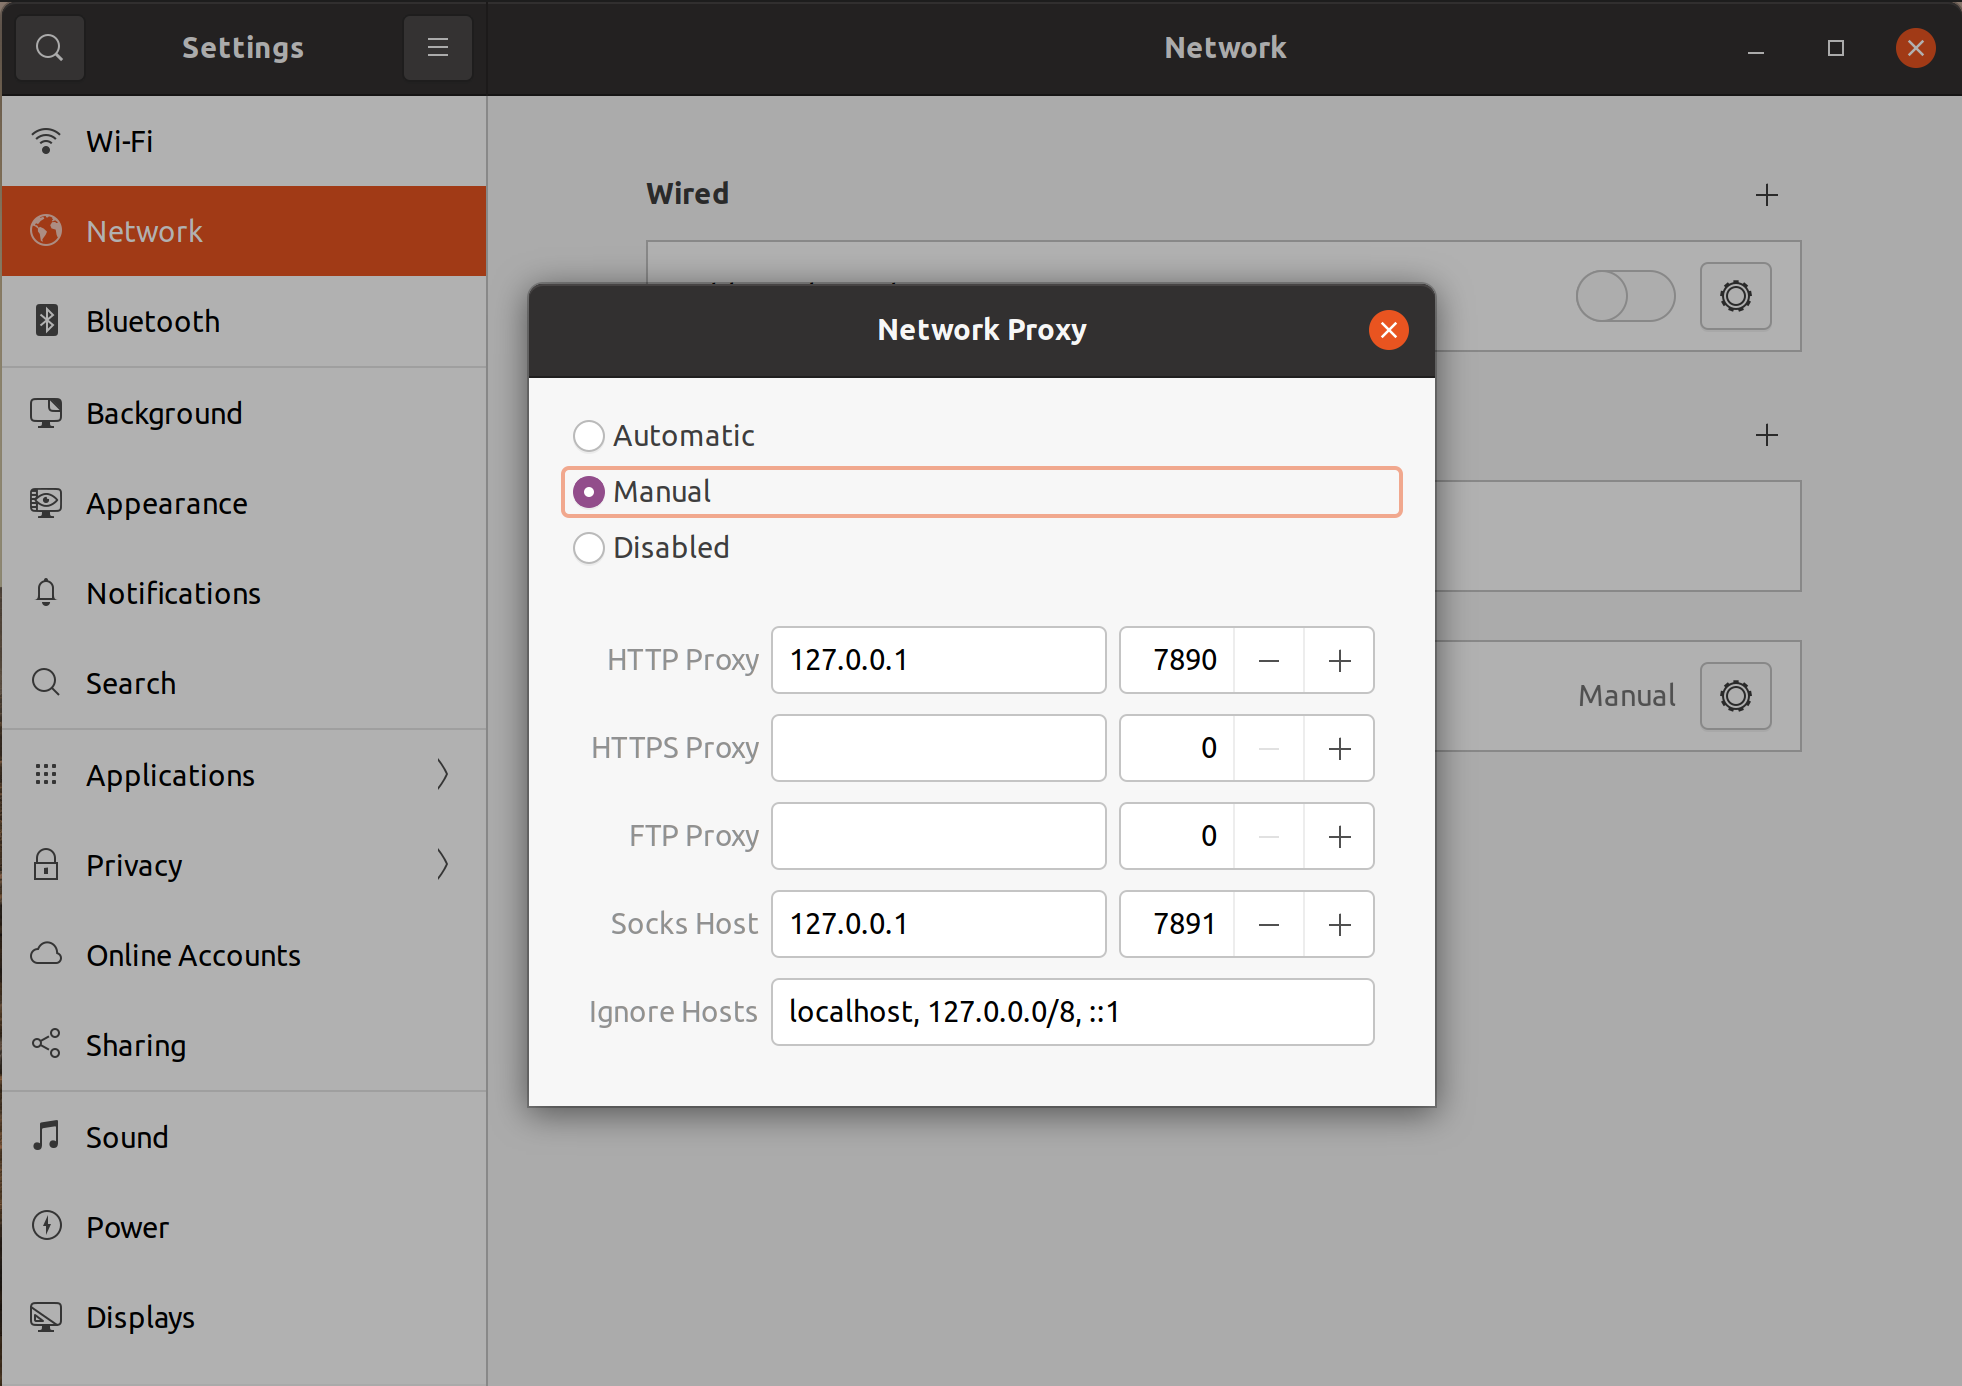 Settings
Network
Wi-Fi
Network
Bluetooth
Background
Appearance
Notifications
Search
Applications
Privacy
Online Accounts
Sharing
Sound
Power
Displays
Wired
Manual
Network Proxy
Automatic
Manual
Disabled
HTTP Proxy 127.0.0.1 7890
HTTPS Proxy 0
FTP Proxy 0
Socks Host 127.0.0.1 7891
Ignore Hosts localhost, 127.0.0.0/8, ::1